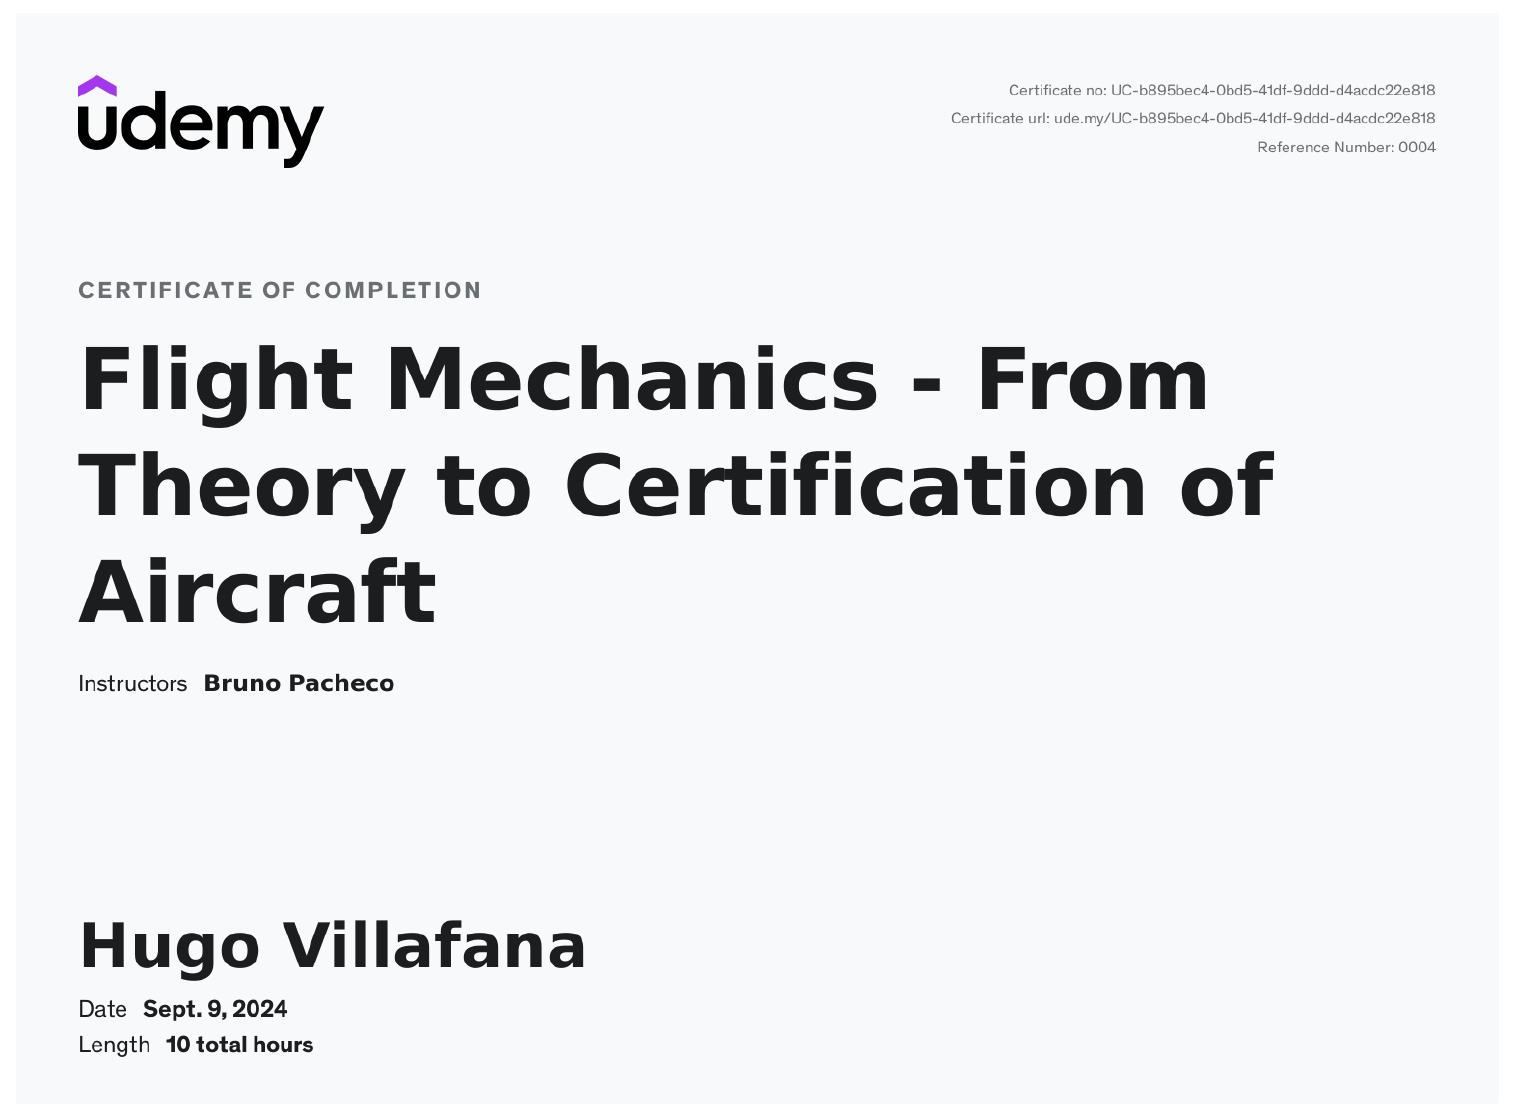 udemy
Certificate no: UC-b895bec4-0bd5-41df-9ddd-d4acdc22e818
Certificate url: ude.my/UC-b895bec4-0bd5-41df-9ddd-d4acdc22e818
Reference Number: 0004
CERTIFICATE OF COMPLETION
Flight Mechanics - From
Theory to Certification of
Aircraft
Instructors Bruno Pacheco
Hugo Villafana
Date Sept. 9, 2024
Length 10 total hours